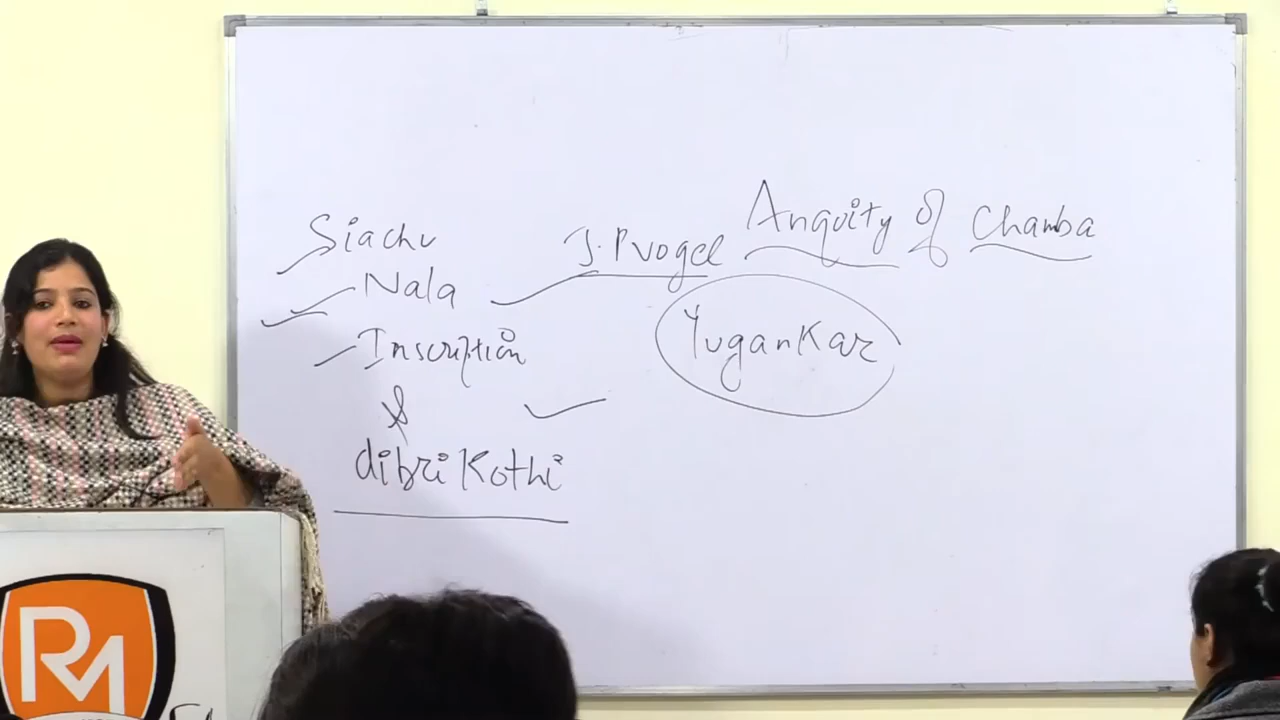 Siachu
Nala
Inscription
&
dibri Kothi
J. P Vogel
Anquity of Chamba
Yugankar
RM